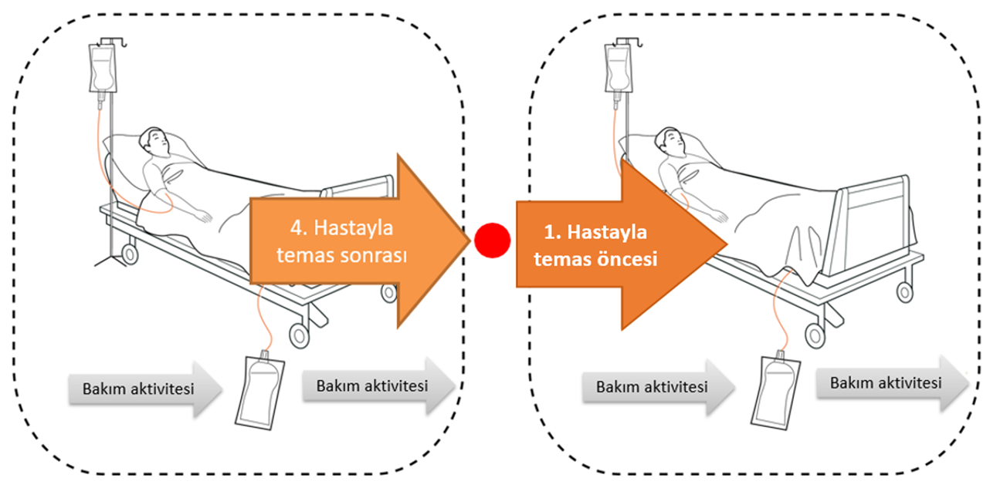 4. Hastayla
temas sonrası
1. Hastayla
temas öncesi
Bakım aktivitesi
Bakım aktivitesi
Bakım aktivitesi
Bakım aktivitesi